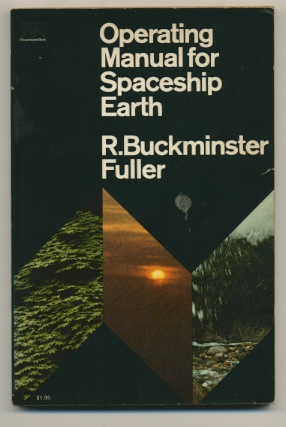 Operating
Manual for
Spaceship
Earth
R.Buckminster
Fuller
$1.95